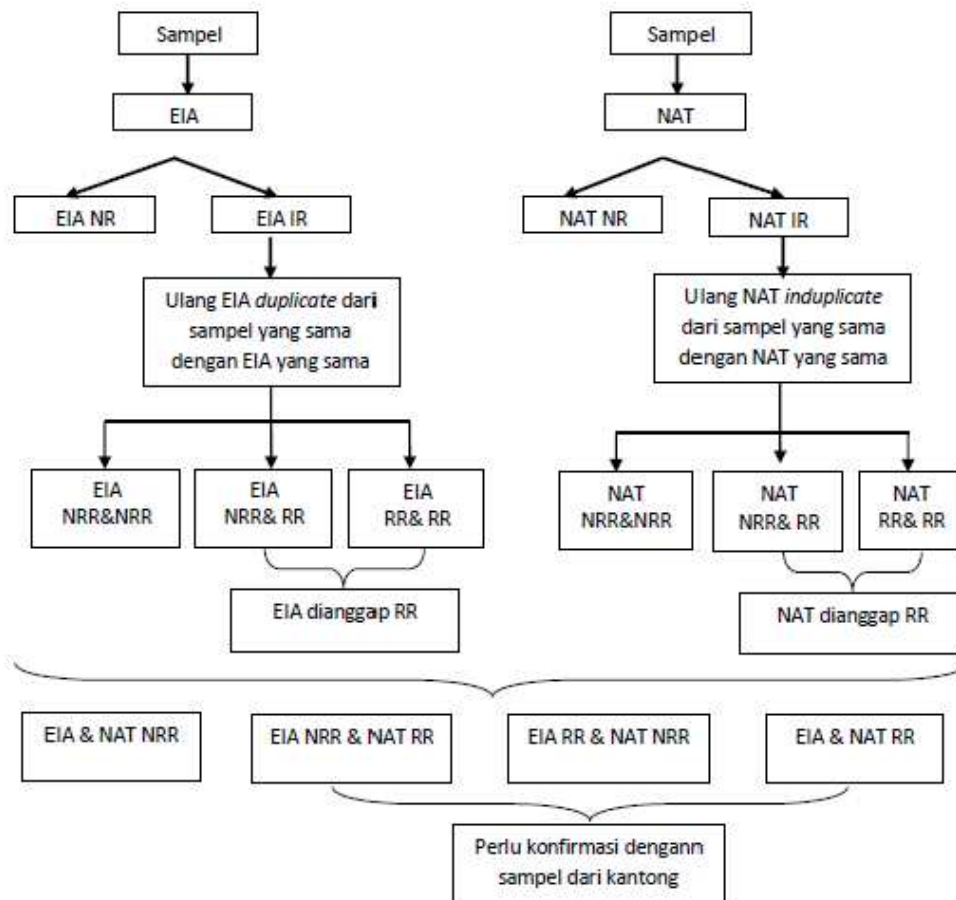 Sampel
Sampel
EIA
NAT
EIA NR
EIA IR
NAT NR
NAT IR
Ulang EIA duplicate dari
sampel yang sama
dengan EIA yang sama
Ulang NAT induplicate
dari sampel yang sama
dengan NAT yang sama
EIA
NRR&NRR
EIA
NRR& RR
EIA
RR& RR
NAT
NRR&NRR
NAT
NRR& RR
NAT
RR& RR
EIA dianggap RR
NAT dianggap RR
EIA & NAT NRR
EIA NRR & NAT RR
EIA RR & NAT NRR
EIA & NAT RR
Perlu konfirmasi dengann
sampel dari kantong